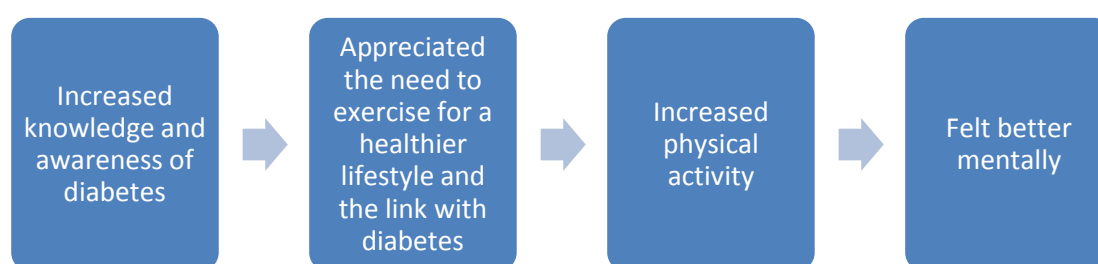 Increased
knowledge and
awareness of
diabetes
Appreciated
the need to
exercise for a
healthier
lifestyle and
the link with
diabetes
Increased
physical
activity
Felt better
mentally